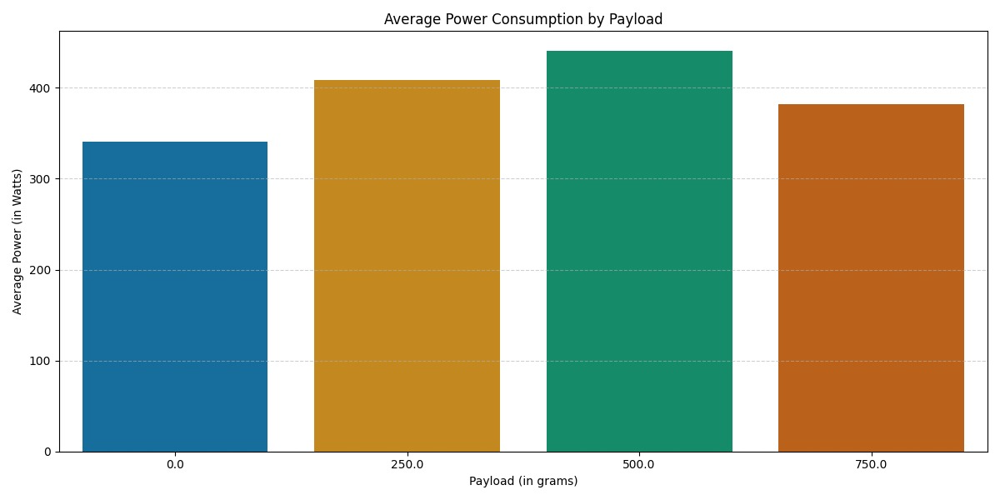 Average Power Consumption by Payload
Average Power (in Watts)
400
300
200
100
0
0.0 250.0 500.0 750.0
Payload (in grams)